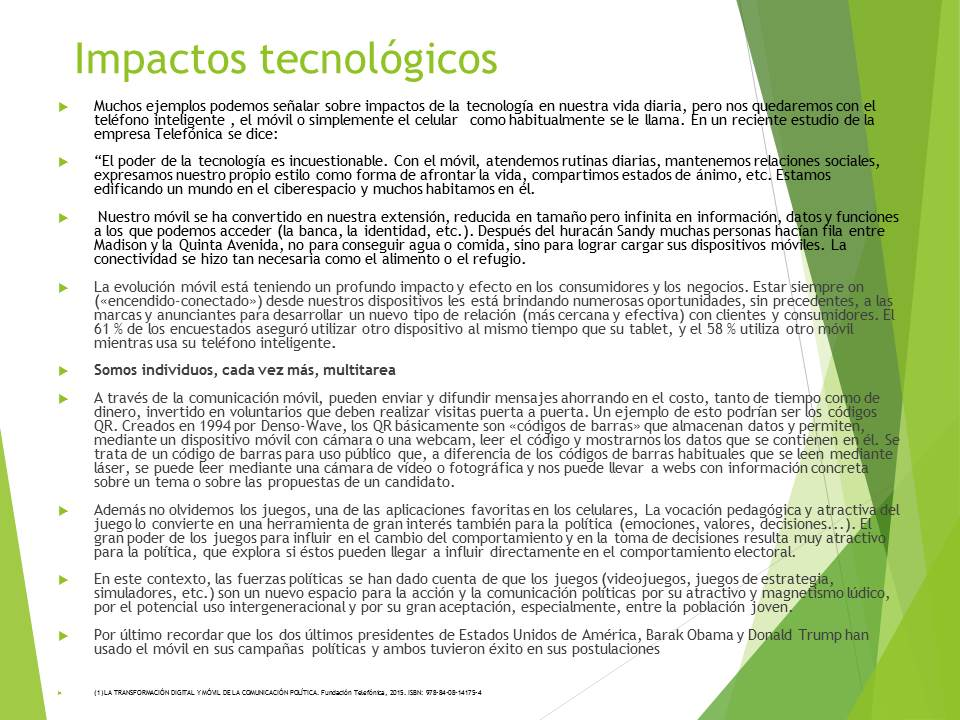 Impactos tecnológicos
Muchos ejemplos podemos señalar sobre impactos de la tecnología en nuestra vida diaria, pero nos quedaremos con el
teléfono inteligente , el móvil o simplemente el celular como habitualmente se le llama. En un reciente estudio de la
empresa Telefónica se dice:
“El poder de la tecnología es incuestionable. Con el móvil, atendemos rutinas diarias, mantenemos relaciones sociales,
expresamos nuestro propio estilo como forma de afrontar la vida, compartimos estados de ánimo, etc. Estamos
edificando un mundo en el ciberespacio y muchos habitamos en él.
Nuestro móvil se ha convertido en nuestra extensión, reducida en tamaño pero infinita en información, datos y funciones
a los que podemos acceder (la banca, la identidad, etc.). Después del huracán Sandy muchas personas hacían fila entre
Madison y la Quinta Avenida, no para conseguir agua o comida, sino para lograr cargar sus dispositivos móviles. La
conectividad se hizo tan necesaria como el alimento o el refugio.
La evolución móvil está teniendo un profundo impacto y efecto en los consumidores y los negocios. Estar siempre on
(«encendido-conectado») desde nuestros dispositivos les está brindando numerosas oportunidades, sin precedentes, a las
marcas y anunciantes para desarrollar un nuevo tipo de relación (más cercana y efectiva) con clientes y consumidores. El
61 % de los encuestados aseguró utilizar otro dispositivo al mismo tiempo que su tablet, y el 58 % utiliza otro móvil
mientras usa su teléfono inteligente.
Somos individuos, cada vez más, multitarea
A través de la comunicación móvil, pueden enviar y difundir mensajes ahorrando en el costo, tanto de tiempo como de
dinero, invertido en voluntarios que deben realizar visitas puerta a puerta. Un ejemplo de esto podrían ser los códigos
QR. Creados en 1994 por Denso-Wave, los QR básicamente son «códigos de barras» que almacenan datos y permiten,
mediante un dispositivo móvil con cámara o una webcam, leer el código y mostrarnos los datos que se contienen en él. Se
trata de un código de barras para uso público que, a diferencia de los códigos de barras habituales que se leen mediante
láser, se puede leer mediante una cámara de vídeo o fotográfica y nos puede llevar a webs con información concreta
sobre un tema o sobre las propuestas de un candidato.
Además no olvidemos los juegos, una de las aplicaciones favoritas en los celulares, La vocación pedagógica y atractiva del
juego lo convierte en una herramienta de gran interés también para la política (emociones, valores, decisiones...). El
gran poder de los juegos para influir en el cambio del comportamiento y en la toma de decisiones resulta muy atractivo
para la política, que explora si éstos pueden llegar a influir directamente en el comportamiento electoral.
En este contexto, las fuerzas políticas se han dado cuenta de que los juegos (videojuegos, juegos de estrategia,
simuladores, etc.) son un nuevo espacio para la acción y la comunicación políticas por su atractivo y magnetismo lúdico,
por el potencial uso intergeneracional y por su gran aceptación, especialmente, entre la población joven.
Por último recordar que los dos últimos presidentes de Estados Unidos de América, Barak Obama y Donald Trump han
usado el móvil en sus campañas políticas y ambos tuvieron éxito en sus postulaciones
(1)LA TRANSFORMACIÓN DIGITAL Y MÓVIL DE LA COMUNICACIÓN POLÍTICA. Fundación Telefónica, 2015. ISBN: 978-84-08-14175-4